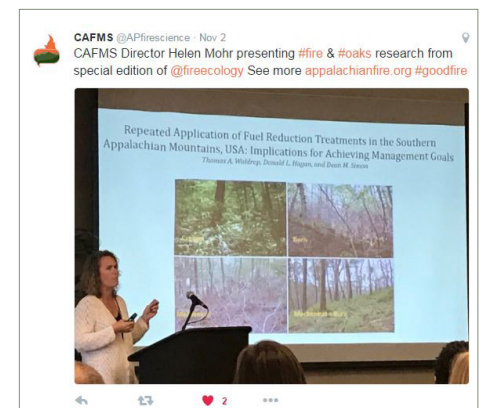 CAFMS @APfirescience · Nov 2
CAFMS Director Helen Mohr presenting #fire & #oaks research from
special edition of @fireecology See more appalachianfire.org #goodfire
Repeated Application of Fuel Reduction Treatments in the Southern
Appalachian Mountains, USA: Implications for Achieving Management Goals
Thomas A. Waldrop, Donald L. Hagan, and Dean M. Simon
2